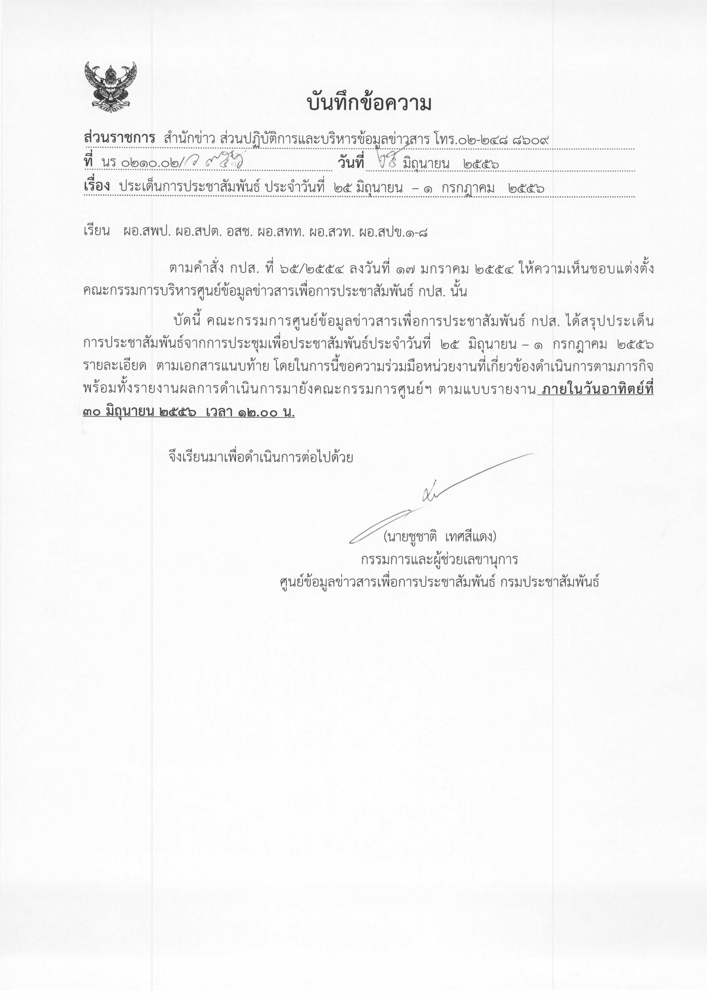 บันทึกข้อความ
ส่วนราชการ สำนักข่าว ส่วนปฏิบัติการและบริหารข้อมูลข่าวสาร โทร.๐๒-๒๔๘ ๘๖๐๙
ที่ นร ๐๒๑๐.๐๒/ว วันที่ มิถุนายน ๒๕๕๖
เรื่อง ประเด็นการประชาสัมพันธ์ ประจำวันที่ ๒๕ มิถุนายน – ๑ กรกฎาคม ๒๕๕๖
เรียน ผอ.สพป. ผอ.สปต. อสช. ผอ.สทท. ผอ.สวท. ผอ.สปข.๑-๘
ตามคำสั่ง กปส. ที่ ๖๕/๒๕๕๔ ลงวันที่ ๑๗ มกราคม ๒๕๕๔ ให้ความเห็นชอบแต่งตั้ง
คณะกรรมการบริหารศูนย์ข้อมูลข่าวสารเพื่อการประชาสัมพันธ์ กปส. นั้น
บัดนี้ คณะกรรมการศูนย์ข้อมูลข่าวสารเพื่อการประชาสัมพันธ์ กปส. ได้สรุปประเด็น
การประชาสัมพันธ์จากการประชุมเพื่อประชาสัมพันธ์ประจำวันที่ ๒๕ มิถุนายน – ๑ กรกฎาคม ๒๕๕๖
รายละเอียด ตามเอกสารแนบท้าย โดยในการนี้ขอความร่วมมือหน่วยงานที่เกี่ยวข้องดำเนินการตามภารกิจ
พร้อมทั้งรายงานผลการดำเนินการมายังคณะกรรมการศูนย์ฯ ตามแบบรายงาน ภายในวันอาทิตย์ที่
๓๐ มิถุนายน ๒๕๕๖ เวลา ๑๒.๐๐ น.
จึงเรียนมาเพื่อดำเนินการต่อไปด้วย
(นายชูชาติ เทศสีแดง)
กรรมการและผู้ช่วยเลขานุการ
ศูนย์ข้อมูลข่าวสารเพื่อการประชาสัมพันธ์ กรมประชาสัมพันธ์